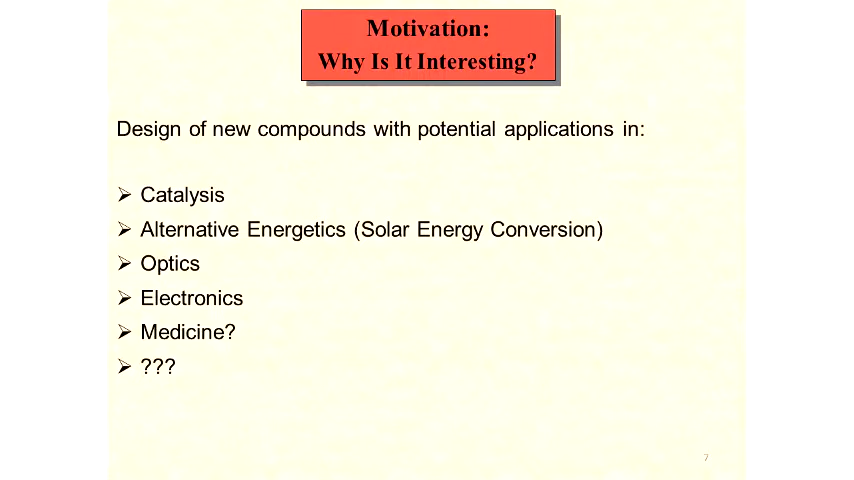 Motivation:
Why Is It Interesting?
Design of new compounds with potential applications in:
➢ Catalysis
➢ Alternative Energetics (Solar Energy Conversion)
➢ Optics
➢ Electronics
➢ Medicine?
➢ ???
7